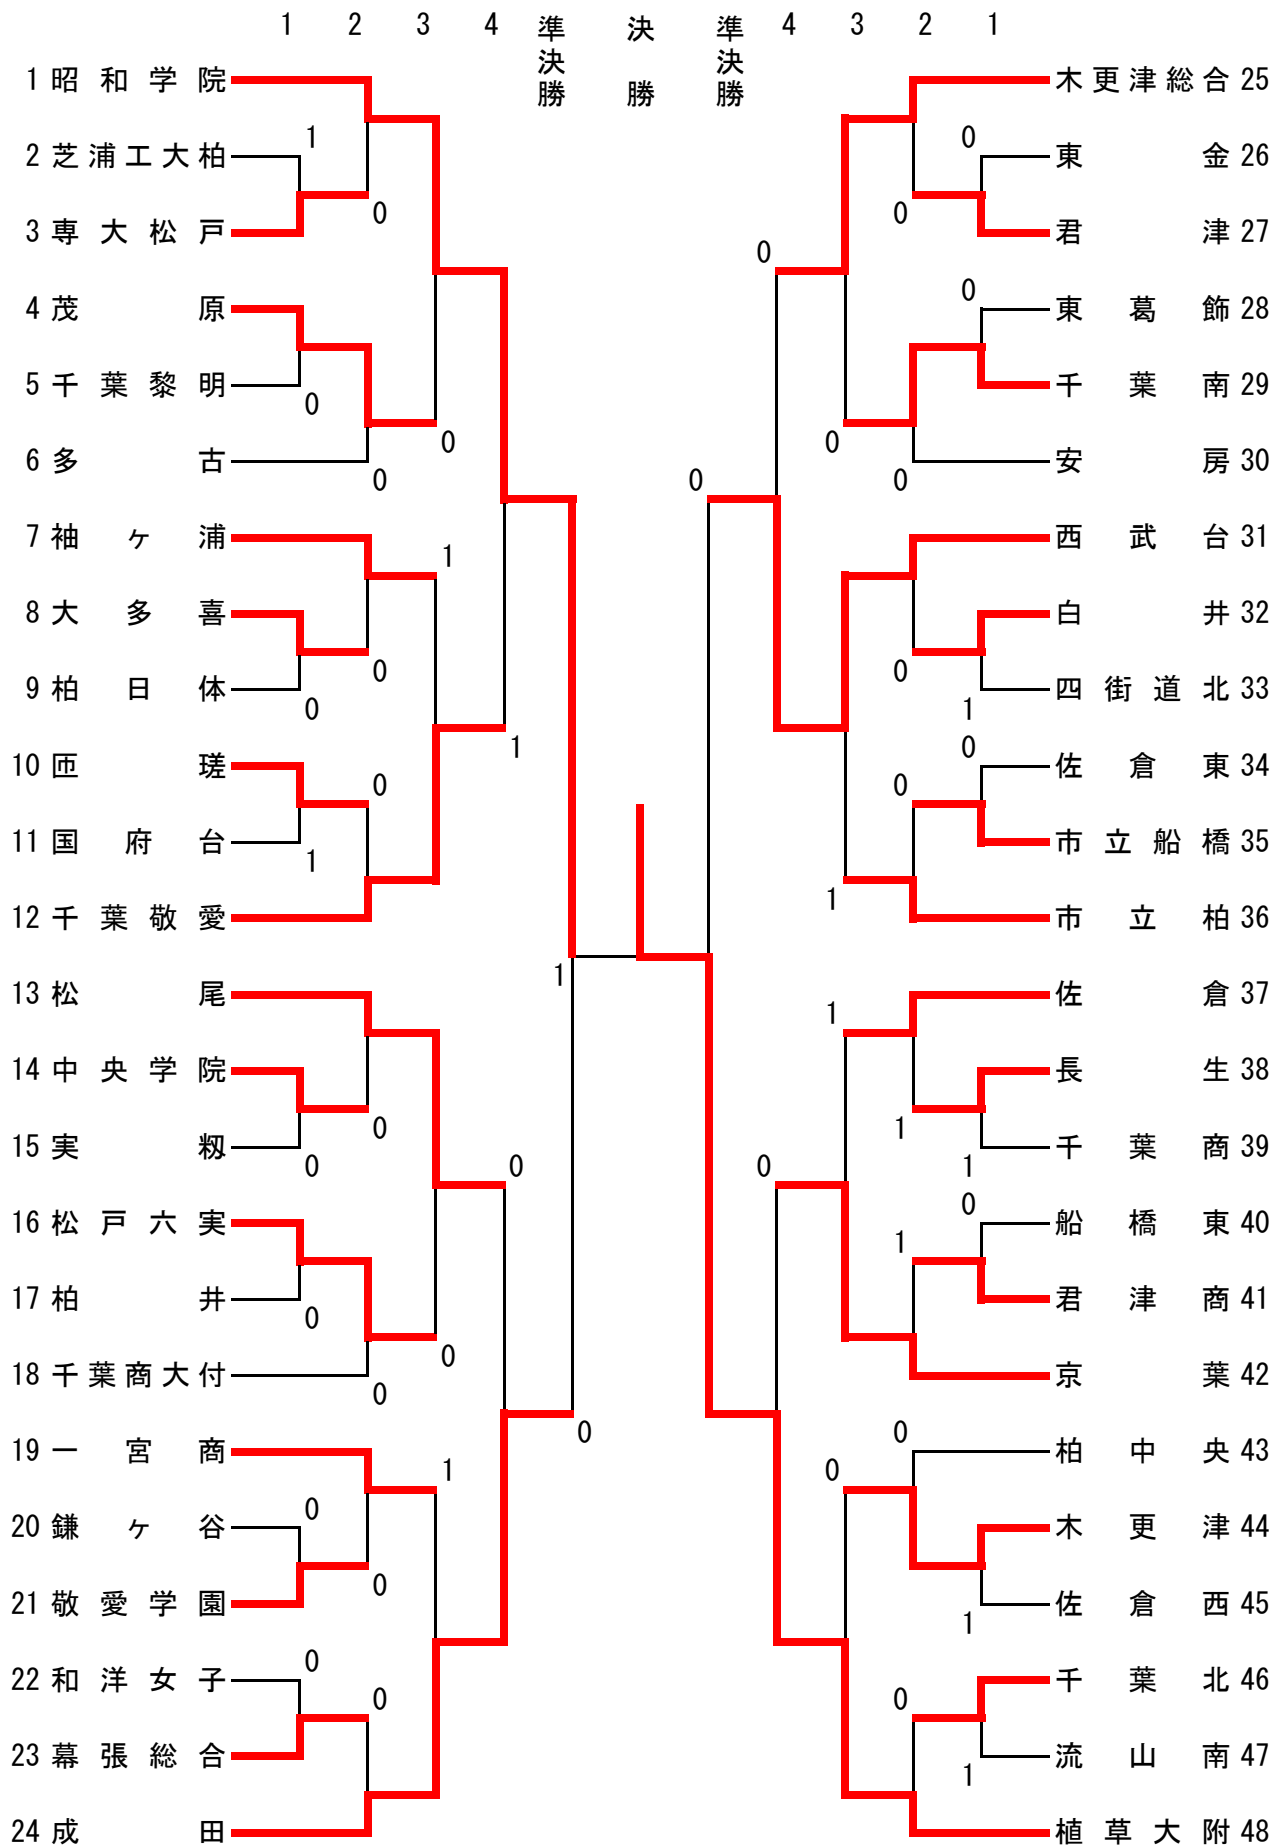 1 2 3 4 準決勝 決勝 準決勝 4 3 2 1
1 昭和学院
木更津総合 25
1
0
2 芝浦工大柏
東金 26
0
0
3 専大松戸
君津 27
0
4 茂原
0
東葛飾 28
5 千葉黎明
千葉南 29
0
0
0
6 多古
安房 30
0
0
0
7 袖ヶ浦
西武台 31
1
8 大多喜
白井 32
0
0
9 柏日体
四街道北 33
0
1
1
0
10 匝瑳
佐倉東 34
0
0
11 国府台
市立船橋 35
1
1
12 千葉敬愛
市立柏 36
1
13 松尾
佐倉 37
1
14 中央学院
長生 38
0
1
15 実籾
千葉商 39
0
0
0
1
16 松戸六実
船橋東 40
0
1
17 柏井
君津商 41
0
0
18 千葉商大付
京葉 42
0
0
0
19 一宮商
柏中央 43
1
0
0
20 鎌ヶ谷
木更津 44
0
21 敬愛学園
佐倉西 45
1
0
22 和洋女子
千葉北 46
0
0
23 幕張総合
流山南 47
1
24 成田
植草大附 48